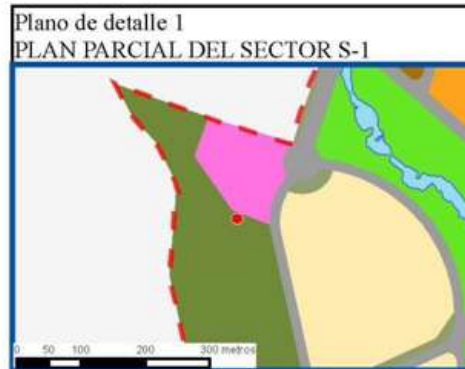 Plano de detalle 1
PLAN PARCIAL DEL SECTOR S-1
0 50 100 200 300 metros